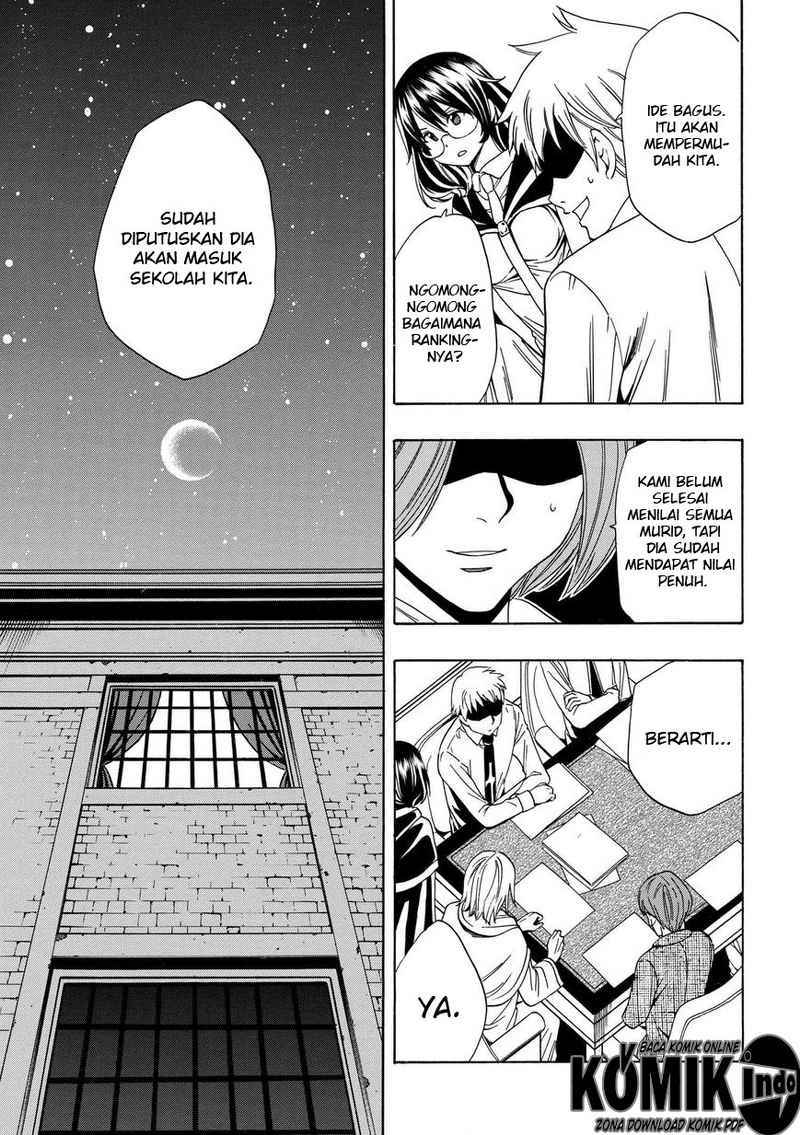 IDE BAGUS.
ITU AKAN
MEMPERMU-
DAH KITA.
NGOMONG-
NGOMONG
BAGAIMANA
RANKING-
NYA?
KAMI BELUM
SELESAI
MENILAI SEMUA
MURID, TAPI
DIA SUDAH
MENDAPAT NILAI
PENUH.
BERARTI...
YA.
SUDAH
DIPUTUSKAN DIA
AKAN MASUK
SEKOLAH KITA.
BACA KOMIK ONLINE
KOMIK Indo
ZONA DOWNLOAD KOMIK.PDF